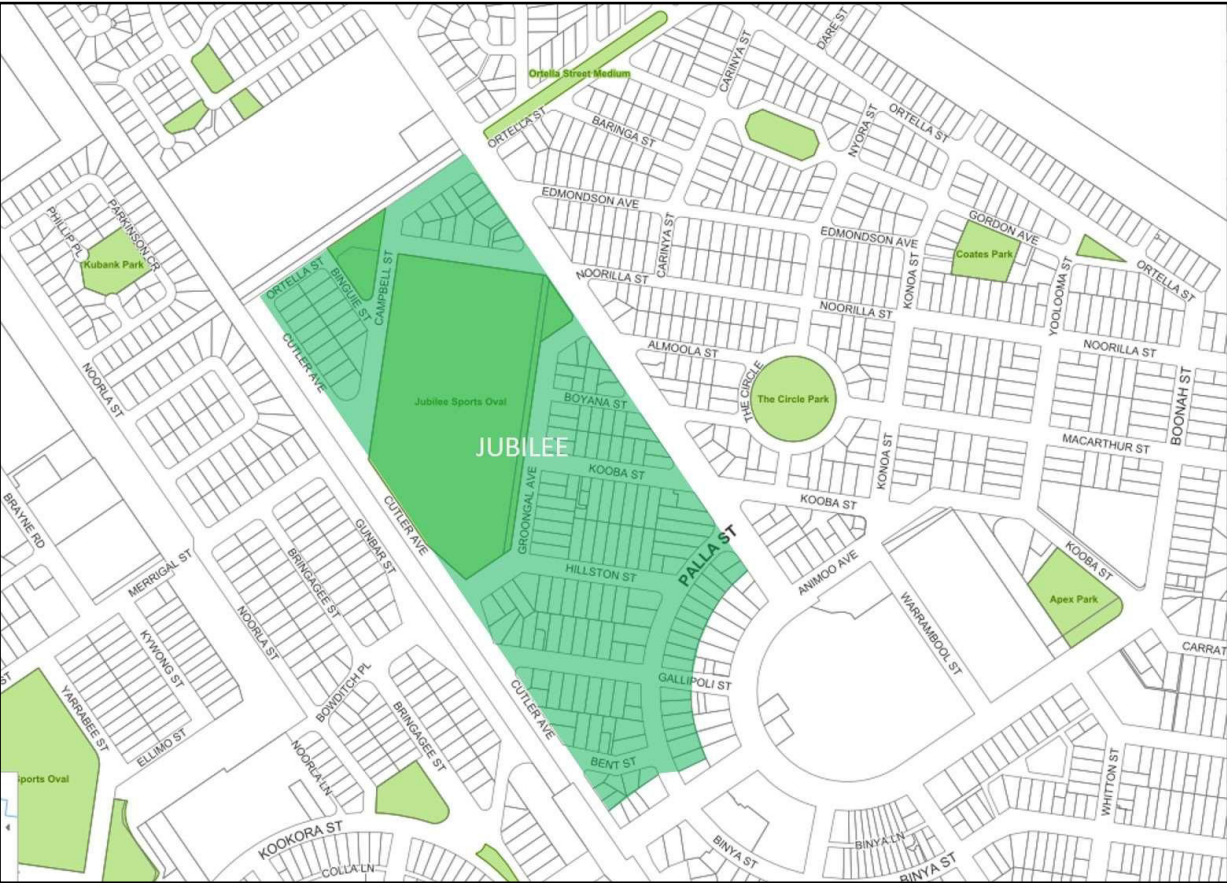 DARE ST
CARINYA ST
Ortella Street Medium
ORTELLA ST
ORTELLA ST
BARINGA ST
NYORA ST
EDMONDSON AVE
PHILLIP PL
PARKINSON CR
GORDON AVE
EDMONDSON AVE
CARINYA ST
Kubank Park
Coates Park
ORTELLA ST
ORTELLA ST
BINGUIE ST
CAMPBELL ST
NOORILLA ST
KONOA ST
YOOLOOMA ST
NOORILLA ST
CUTLER AVE
ALMOOLA ST
NOORILLA ST
NOORLA ST
THE CIRCLE
The Circle Park
Jubilee Sports Oval
BOYANA ST
BOONAH ST
JUBILEE
MACARTHUR ST
KONOA ST
KOOBA ST
KOOBA ST
GROONGAL AVE
BRAYNE RD
CUTLER AVE
GUNBAR ST
PALLA ST
KOOBA ST
MERRIGAL ST
BRINGAGEE ST
HILLSTON ST
ANIMOO AVE
Apex Park
NOORLA ST
WARRAMBOOL ST
KYWONG ST
CARRAT
ST
GALLIPOLI ST
BOWDITCH PL
YARRABEE ST
CUTLER AVE
BRINGAGEE ST
ELLIMO ST
BENT ST
NOORLA LN
ports Oval
WHITTON ST
KOOKORA ST
BINYA ST
BINYA LN
COLLA LN
BINYA ST